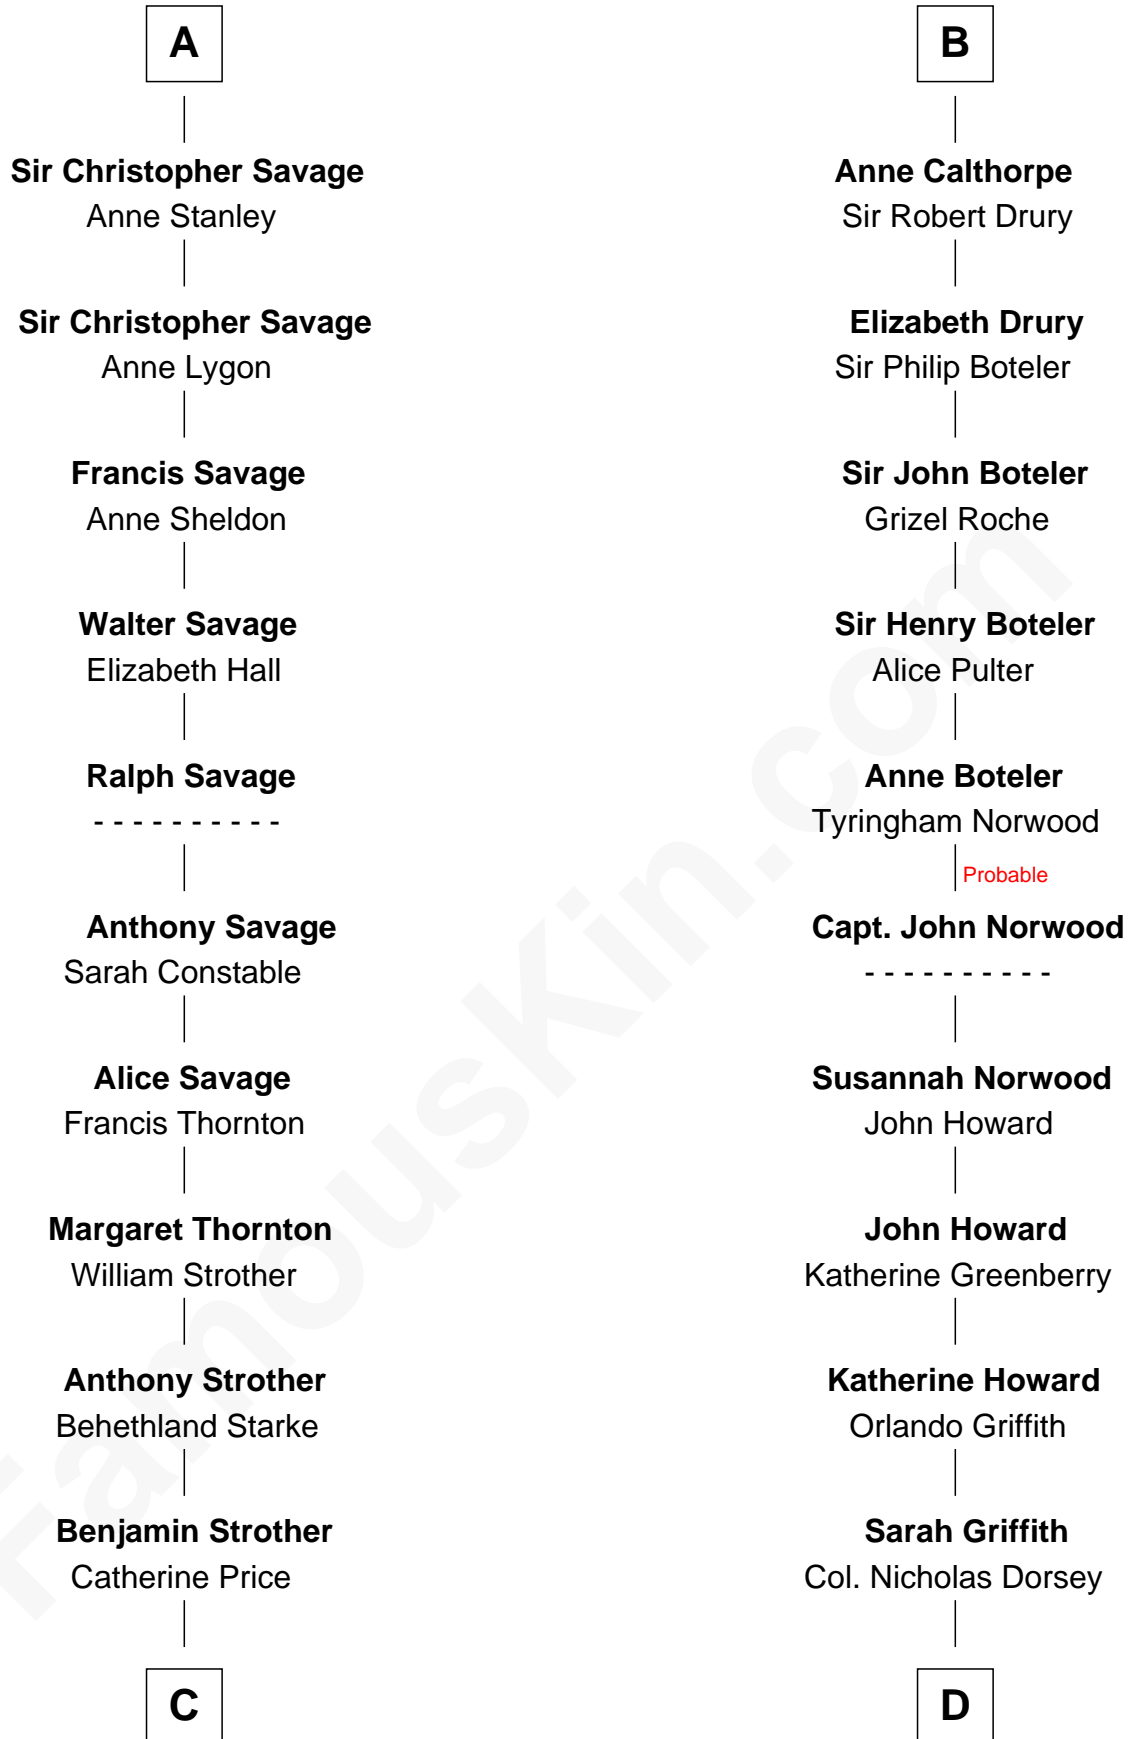 A
Sir Christopher Savage
Anne Stanley
Sir Christopher Savage
Anne Lygon
Francis Savage
Anne Sheldon
Walter Savage
Elizabeth Hall
Ralph Savage
- - - - - - - - - -
Anthony Savage
Sarah Constable
Alice Savage
Francis Thornton
Margaret Thornton
William Strother
Anthony Strother
Behethland Starke
Benjamin Strother
Catherine Price
C
B
Anne Calthorpe
Sir Robert Drury
Elizabeth Drury
Sir Philip Boteler
Sir John Boteler
Grizel Roche
Sir Henry Boteler
Alice Pulter
Anne Boteler
Tyringham Norwood
Probable
Capt. John Norwood
- - - - - - - - - -
Susannah Norwood
John Howard
John Howard
Katherine Greenberry
Katherine Howard
Orlando Griffith
Sarah Griffith
Col. Nicholas Dorsey
D
FamousKin.com